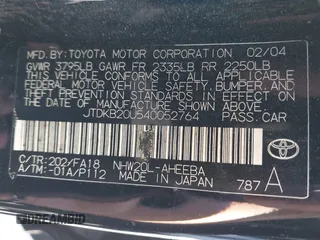 MFD. BY: TOYOTA MOTOR CORPORATION 02/04
GVWR 3795LB GAWR FR 2335LB RR 2250LB
THIS VEHICLE CONFORMS TO ALL APPLICABLE
FEDERAL MOTOR VEHICLE SAFETY, BUMPER, AND
THEFT PREVENTION STANDARDS IN EFFECT ON
THE DATE OF MANUFACTURE SHOWN ABOVE.
JTDKB20U540052764 PASS. CAR
C/TR:202/FA18 NHW20L-AHEEBA
A/TM:-01A/P112 MADE IN JAPAN 787A
TOYOTA